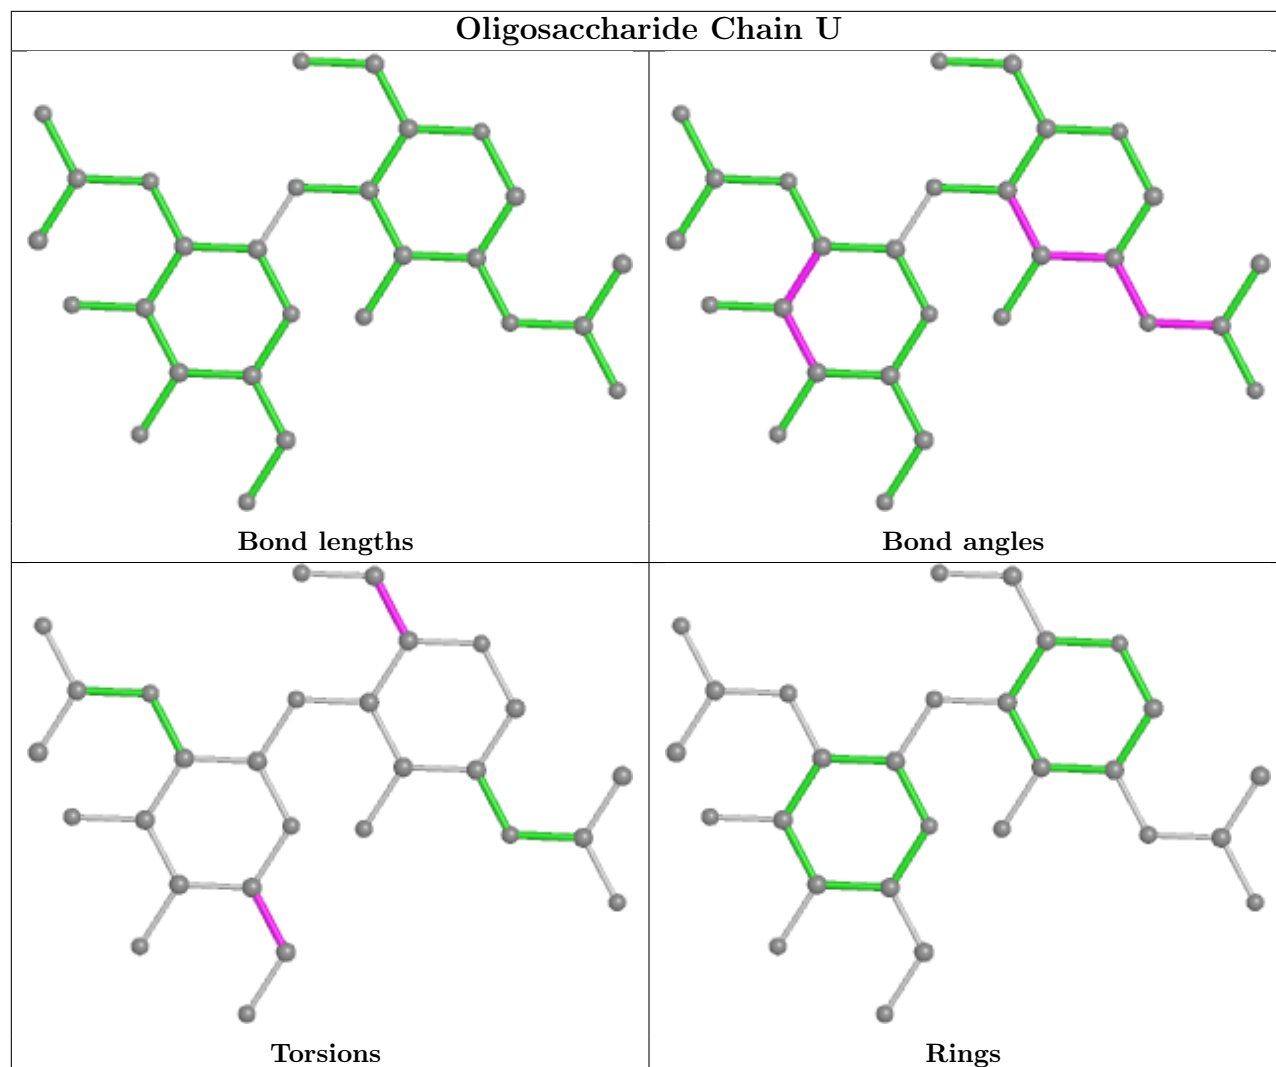 Oligosaccharide Chain U
Bond lengths
Bond angles
Torsions
Rings